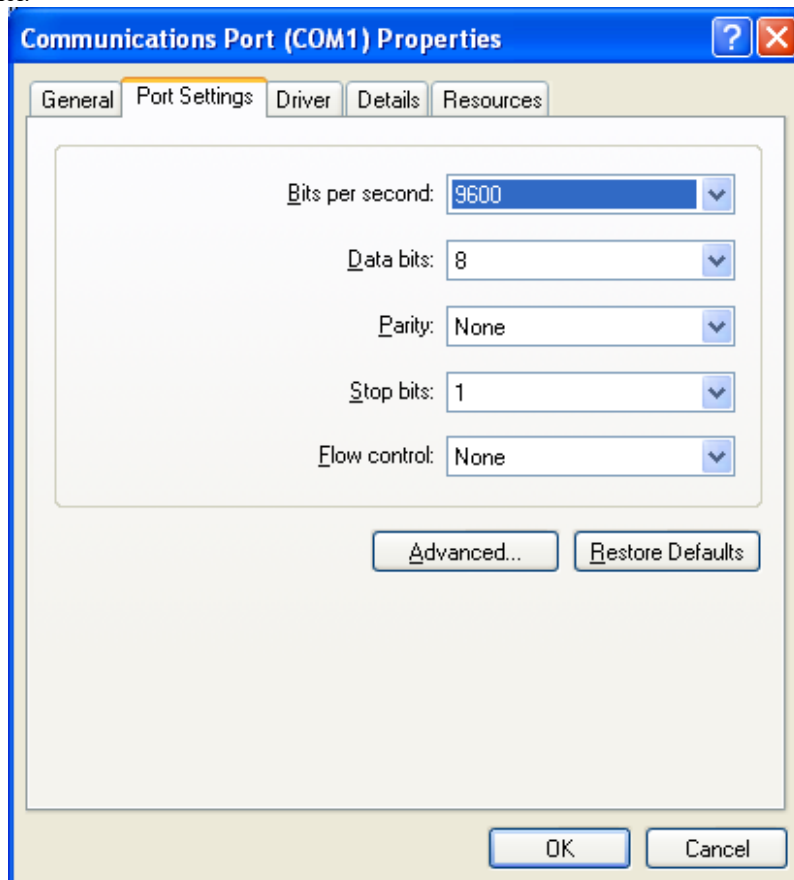 Communications Port (COM1) Properties
General Port Settings Driver Details Resources
Bits per second: 9600
Data bits: 8
Parity: None
Stop bits: 1
Flow control: None
Advanced... Restore Defaults
OK Cancel